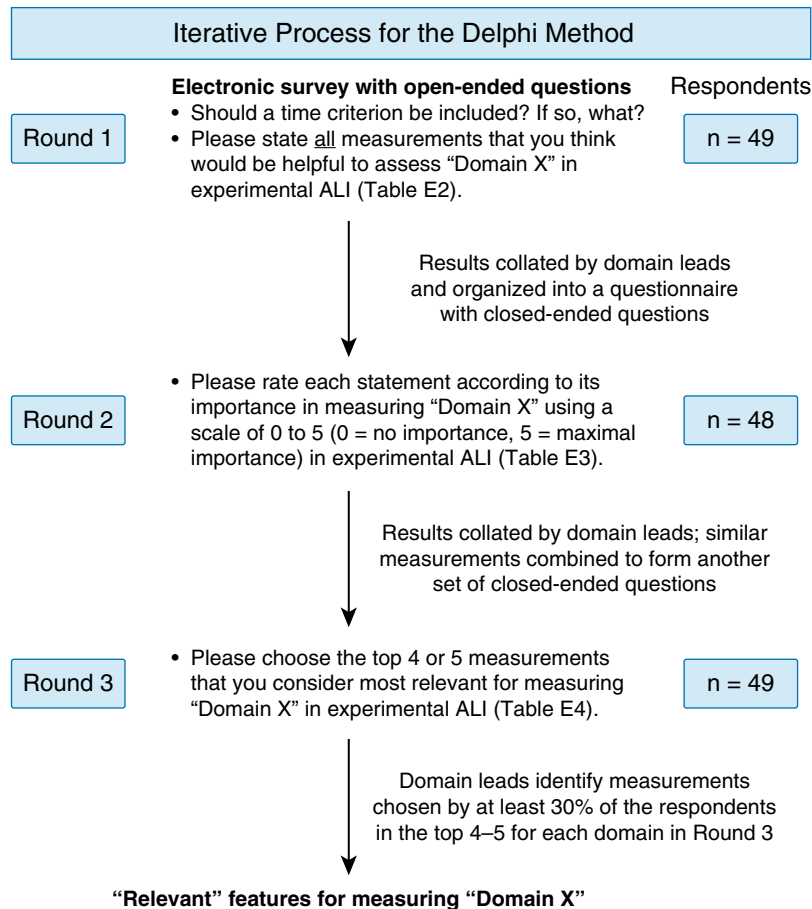 Iterative Process for the Delphi Method
Electronic survey with open-ended questions
Respondents
• Should a time criterion be included? If so, what?
Round 1
• Please state all measurements that you think
would be helpful to assess “Domain X” in
experimental ALI (Table E2).
n = 49
Results collated by domain leads
and organized into a questionnaire
with closed-ended questions
Round 2
• Please rate each statement according to its
importance in measuring “Domain X” using a
scale of 0 to 5 (0 = no importance, 5 = maximal
importance) in experimental ALI (Table E3).
n = 48
Results collated by domain leads; similar
measurements combined to form another
set of closed-ended questions
Round 3
• Please choose the top 4 or 5 measurements
that you consider most relevant for measuring
“Domain X” in experimental ALI (Table E4).
n = 49
Domain leads identify measurements
chosen by at least 30% of the respondents
in the top 4–5 for each domain in Round 3
“Relevant” features for measuring “Domain X”